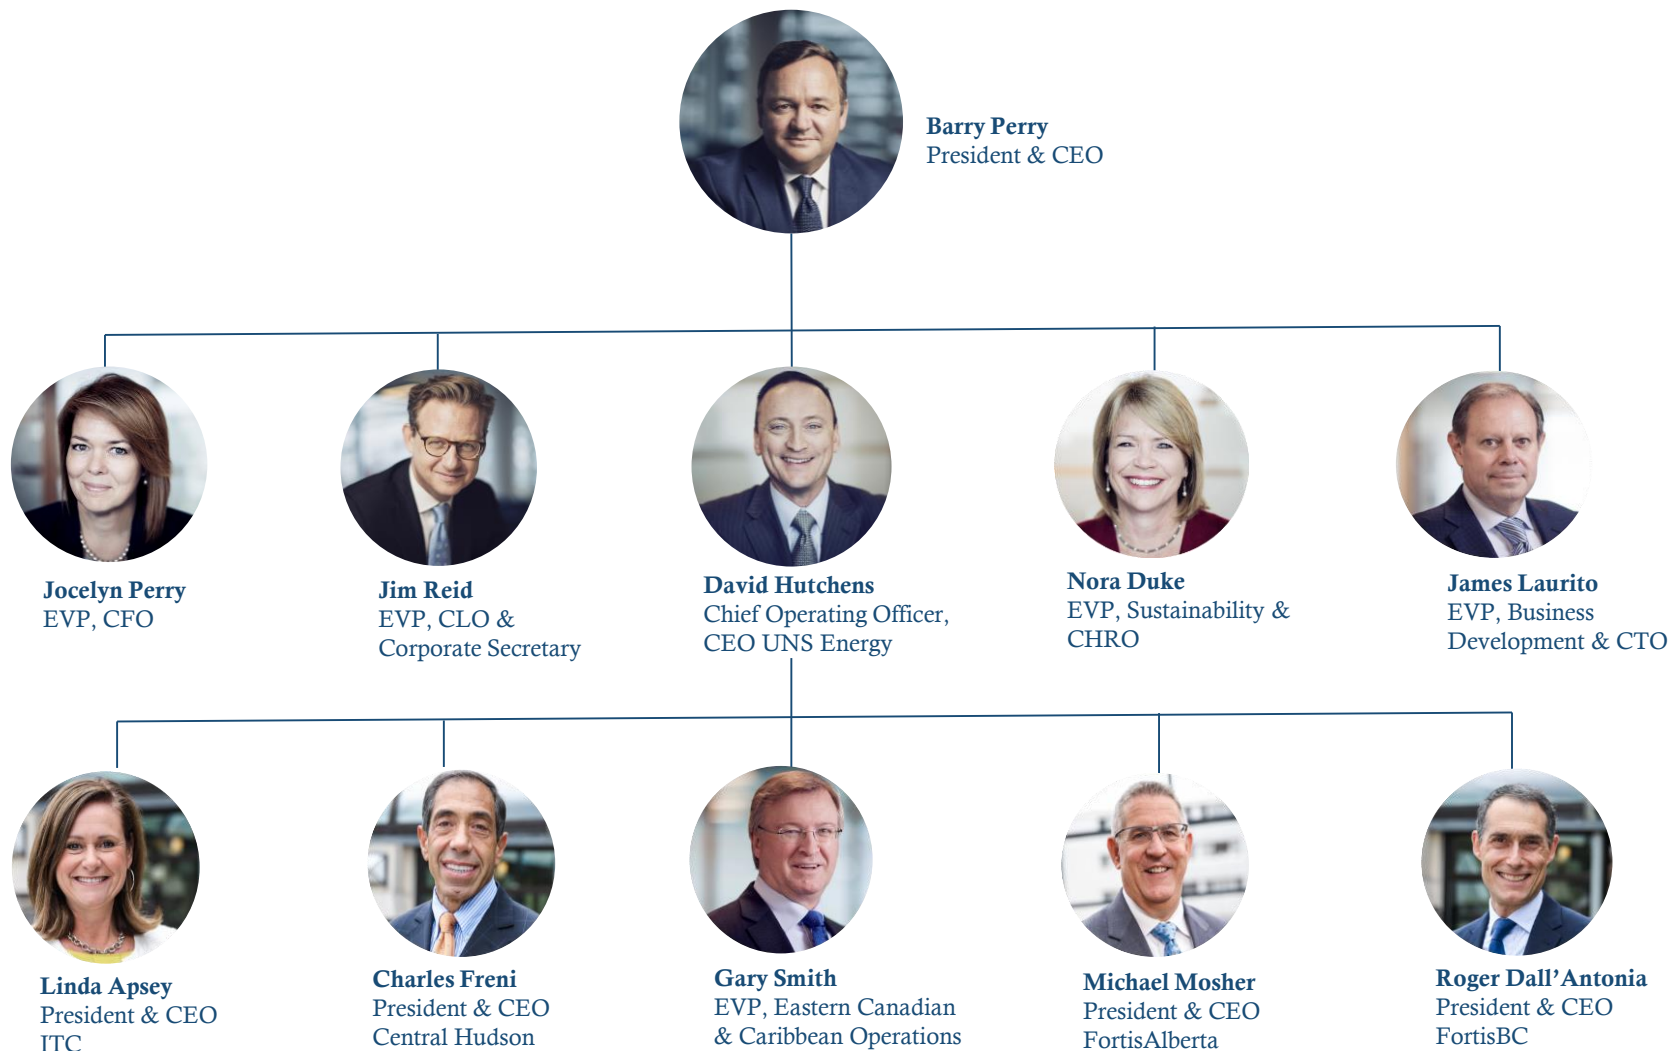 Barry Perry
President & CEO
Jocelyn Perry
EVP, CFO
Jim Reid
EVP, CLO &
Corporate Secretary
David Hutchens
Chief Operating Officer,
CEO UNS Energy
Nora Duke
EVP, Sustainability &
CHRO
James Laurito
EVP, Business
Development & CTO
Linda Apsey
President & CEO
ITC
Charles Freni
President & CEO
Central Hudson
Gary Smith
EVP, Eastern Canadian
& Caribbean Operations
Michael Mosher
President & CEO
FortisAlberta
Roger Dall’Antonia
President & CEO
FortisBC